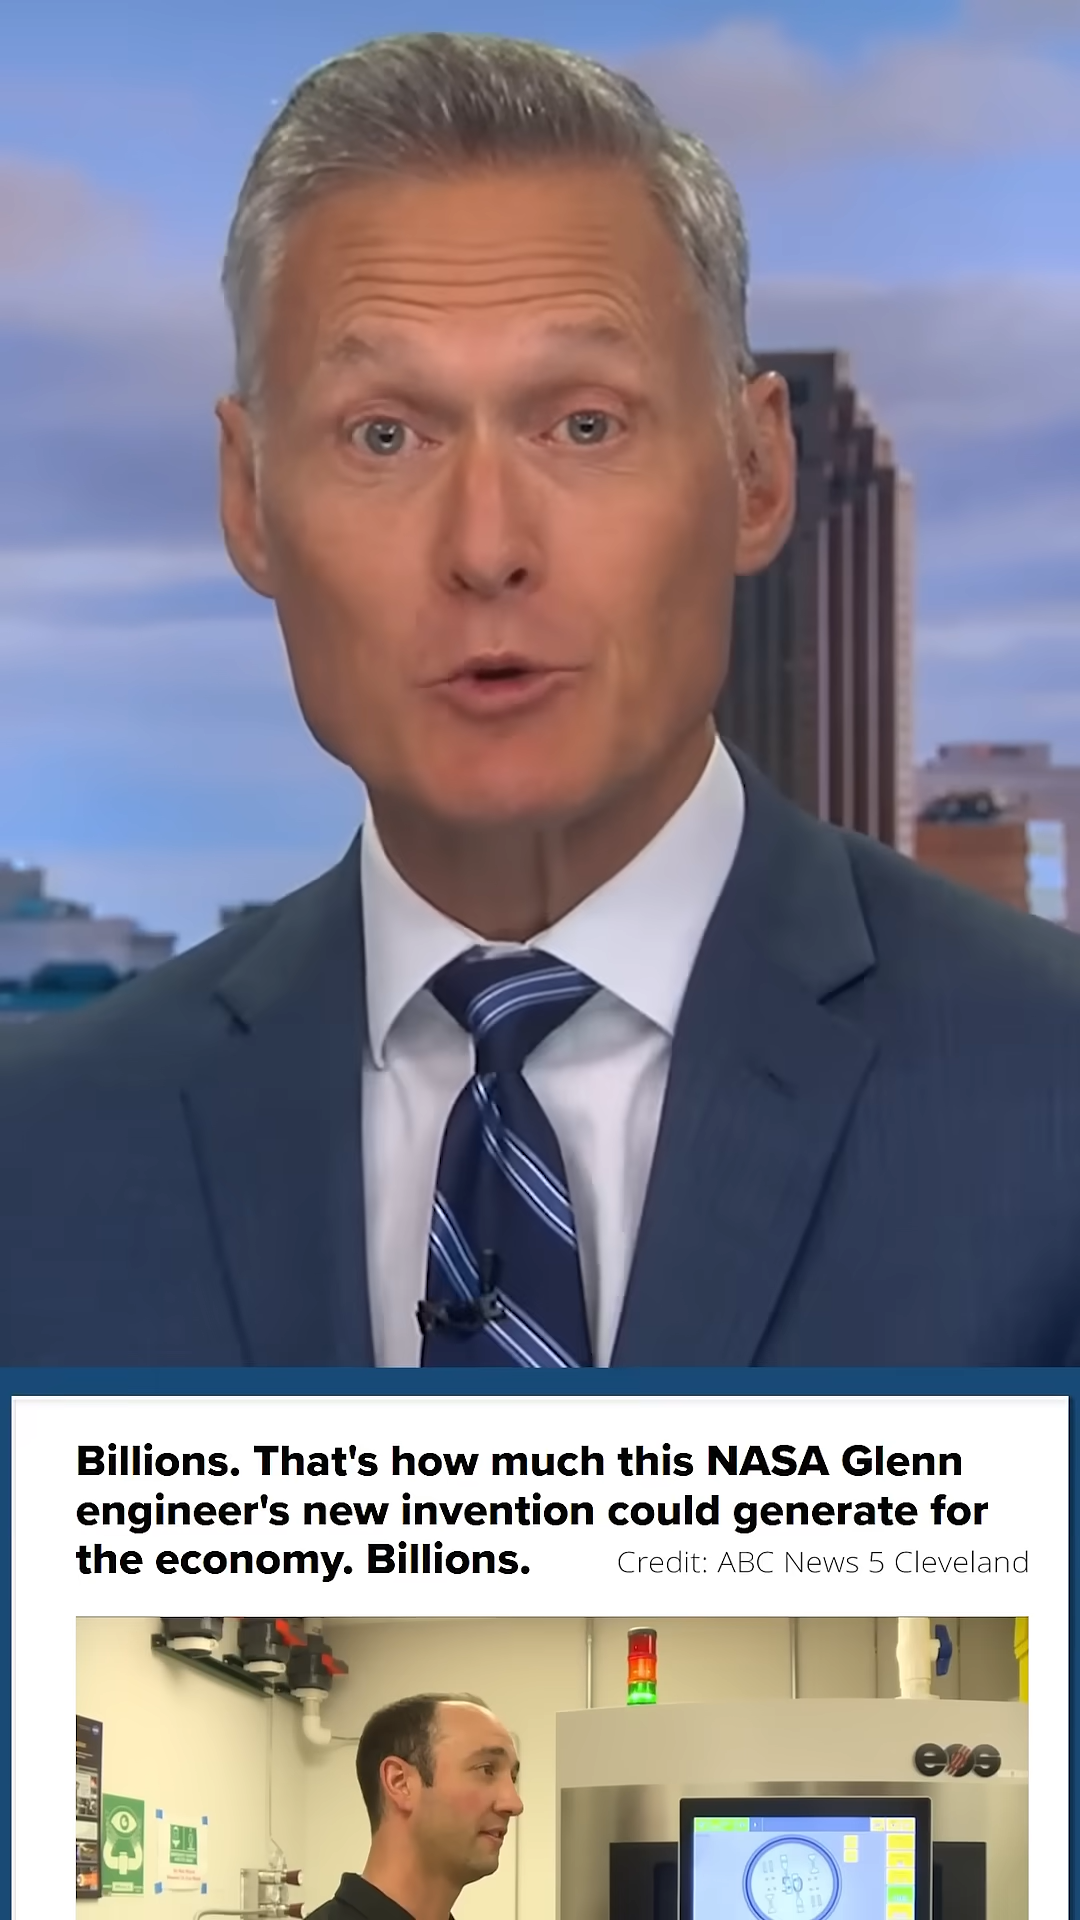 Billions. That's how much this NASA Glenn
engineer's new invention could generate for
the economy. Billions.
Credit: ABC News 5 Cleveland
eos